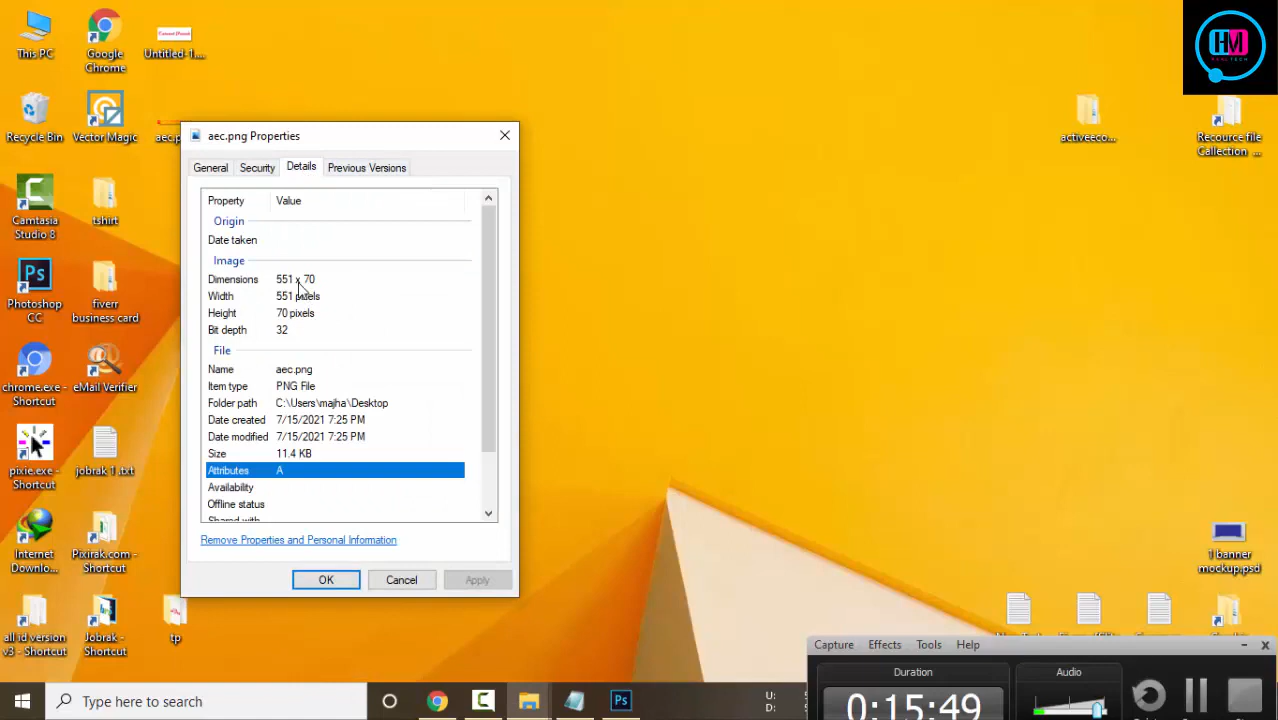 This PC
Google
Chrome
Untitled-1....
HM
Recycle Bin
Vector Magic
activeeco...
Recource file
Collection ...
aec.png Properties
General
Security
Details
Previous Versions
Property
Value
Origin
Date taken
Image
Dimensions
551 x 70
Width
551 pixels
Height
70 pixels
Bit depth
32
File
Name
aec.png
Item type
PNG File
Folder path
C:\Users\majha\Desktop
Date created
7/15/2021 7:25 PM
Date modified
7/15/2021 7:25 PM
Size
11.4 KB
Attributes
A
Availability
Offline status
Shared with
Remove Properties and Personal Information
OK
Cancel
Apply
Camtasia
Studio 8
tshirt
Photoshop
CC
fiverr
business card
chrome.exe -
Shortcut
eMail Verifier
pixie.exe -
Shortcut
jobrak 1 .txt
Internet
Downlo...
Pixirak.com -
Shortcut
all id version
v3 - Shortcut
Jobrak -
Shortcut
tp
1 banner
mockup.psd
Capture
Effects
Tools
Help
Duration
0:15:49
Audio
Type here to search
U:
D: